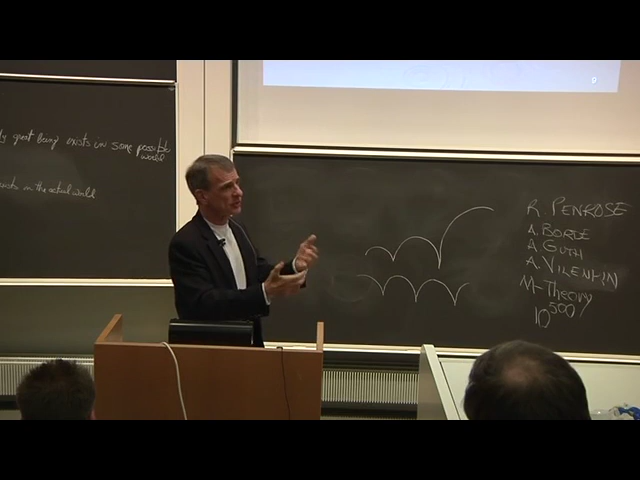 great being exists in some possible
world
exists in the actual world
9
R. PENROSE
A. BORDE
A. GUTH
A. VILENKIN
M-THEORY
10^500